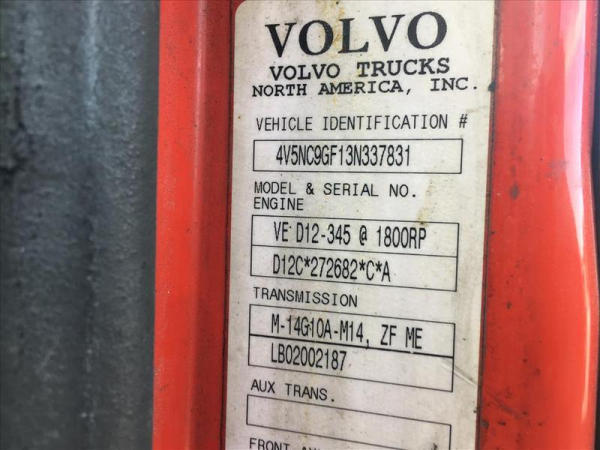 VOLVO
VOLVO TRUCKS
NORTH AMERICA, INC.
VEHICLE IDENTIFICATION #
4V5NC9GF13N337831
MODEL & SERIAL NO.
ENGINE
VE D12-345 @ 1800RP
D12C*272682*C*A
TRANSMISSION
M-14G10A-M14, ZF ME
LB02002187
AUX TRANS.
FRONT